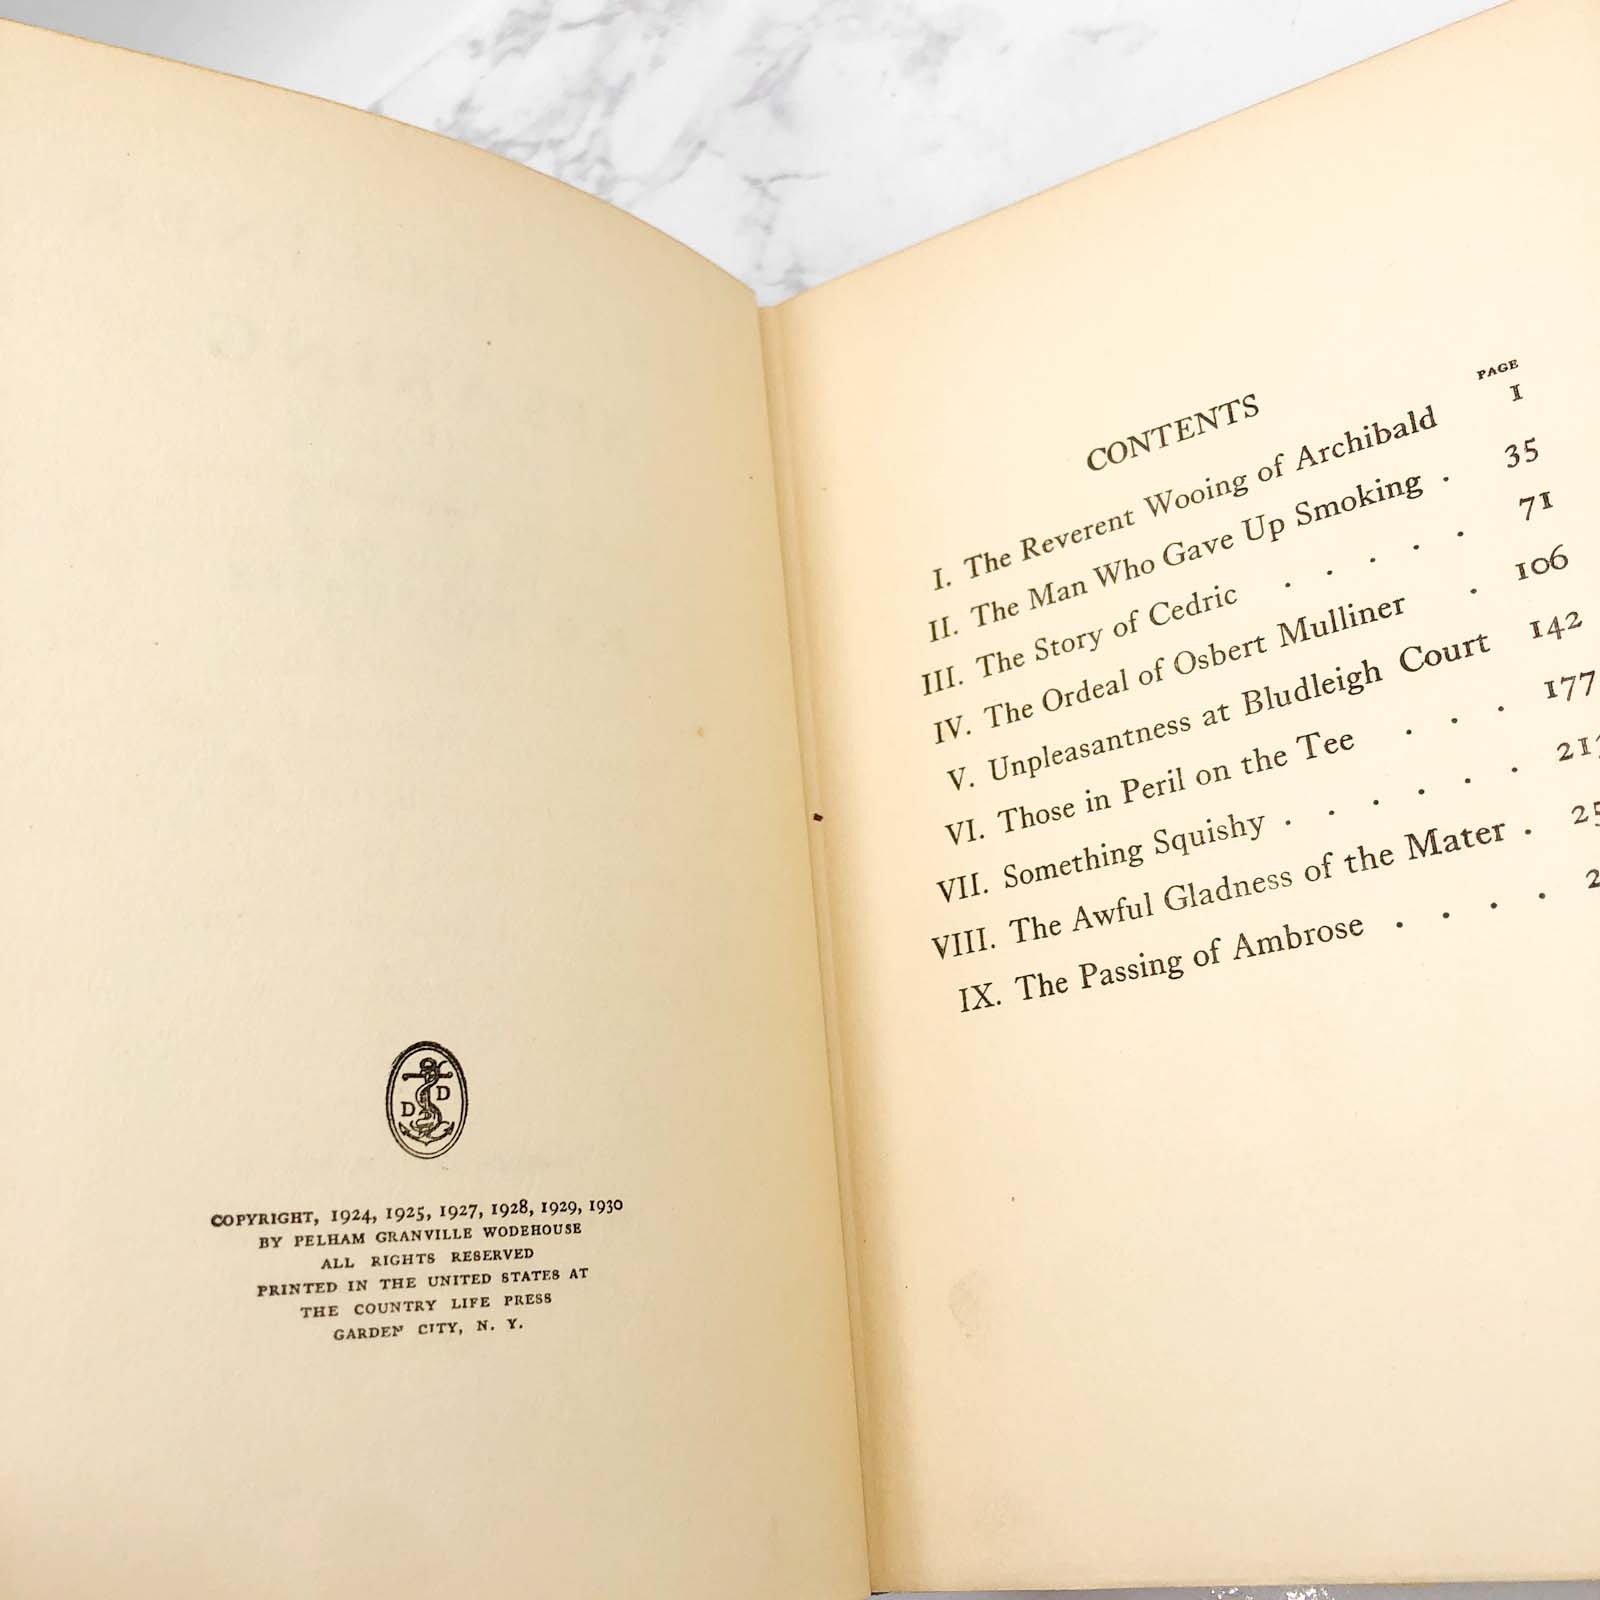 D D
COPYRIGHT, 1924, 1925, 1927, 1928, 1929, 1930
BY PELHAM GRANVILLE WODEHOUSE
ALL RIGHTS RESERVED
PRINTED IN THE UNITED STATES AT
THE COUNTRY LIFE PRESS
GARDEN CITY, N. Y.
CONTENTS
PAGE
I. The Reverent Wooing of Archibald 1
II. The Man Who Gave Up Smoking . 35
III. The Story of Cedric . . . . . 71
IV. The Ordeal of Osbert Mulliner . 106
V. Unpleasantness at Bludleigh Court 142
VI. Those in Peril on the Tee . . . 177
VII. Something Squishy . . . . . .
VIII. The Awful Gladness of the Mater .
IX. The Passing of Ambrose . . . .